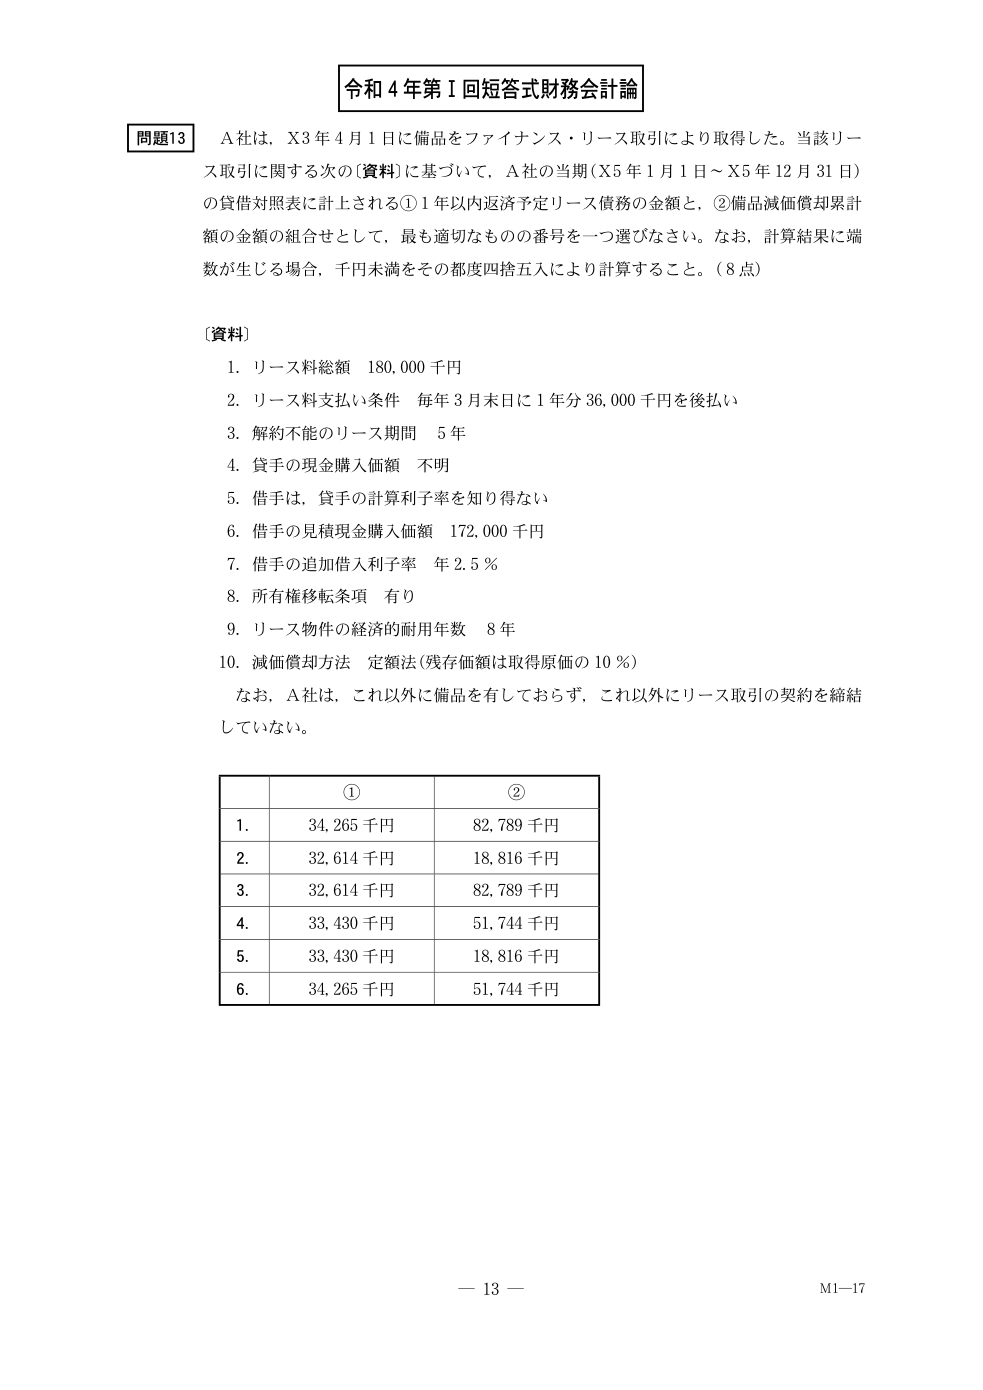 令和4年第Ⅰ回短答式財務会計論
問題13 A社は，X3年4月1日に備品をファイナンス・リース取引により取得した。当該リー
ス取引に関する次の〔資料〕に基づいて，A社の当期(X5年1月1日～X5年12月31日)
の貸借対照表に計上される①1年以内返済予定リース債務の金額と，②備品減価償却累計
額の金額の組合せとして，最も適切なものの番号を一つ選びなさい。なお，計算結果に端
数が生じる場合，千円未満をその都度四捨五入により計算すること。(8点)
〔資料〕
1. リース料総額 180,000千円
2. リース料支払い条件 毎年3月末日に1年分36,000千円を後払い
3. 解約不能のリース期間 5年
4. 貸手の現金購入価額 不明
5. 借手は，貸手の計算利子率を知り得ない
6. 借手の見積現金購入価額 172,000千円
7. 借手の追加借入利子率 年2.5％
8. 所有権移転条項 有り
9. リース物件の経済的耐用年数 8年
10. 減価償却方法 定額法(残存価額は取得原価の10％)
なお，A社は，これ以外に備品を有しておらず，これ以外にリース取引の契約を締結
していない。
① ②
1. 34,265千円 82,789千円
2. 32,614千円 18,816千円
3. 32,614千円 82,789千円
4. 33,430千円 51,744千円
5. 33,430千円 18,816千円
6. 34,265千円 51,744千円
― 13 ―
M1―17